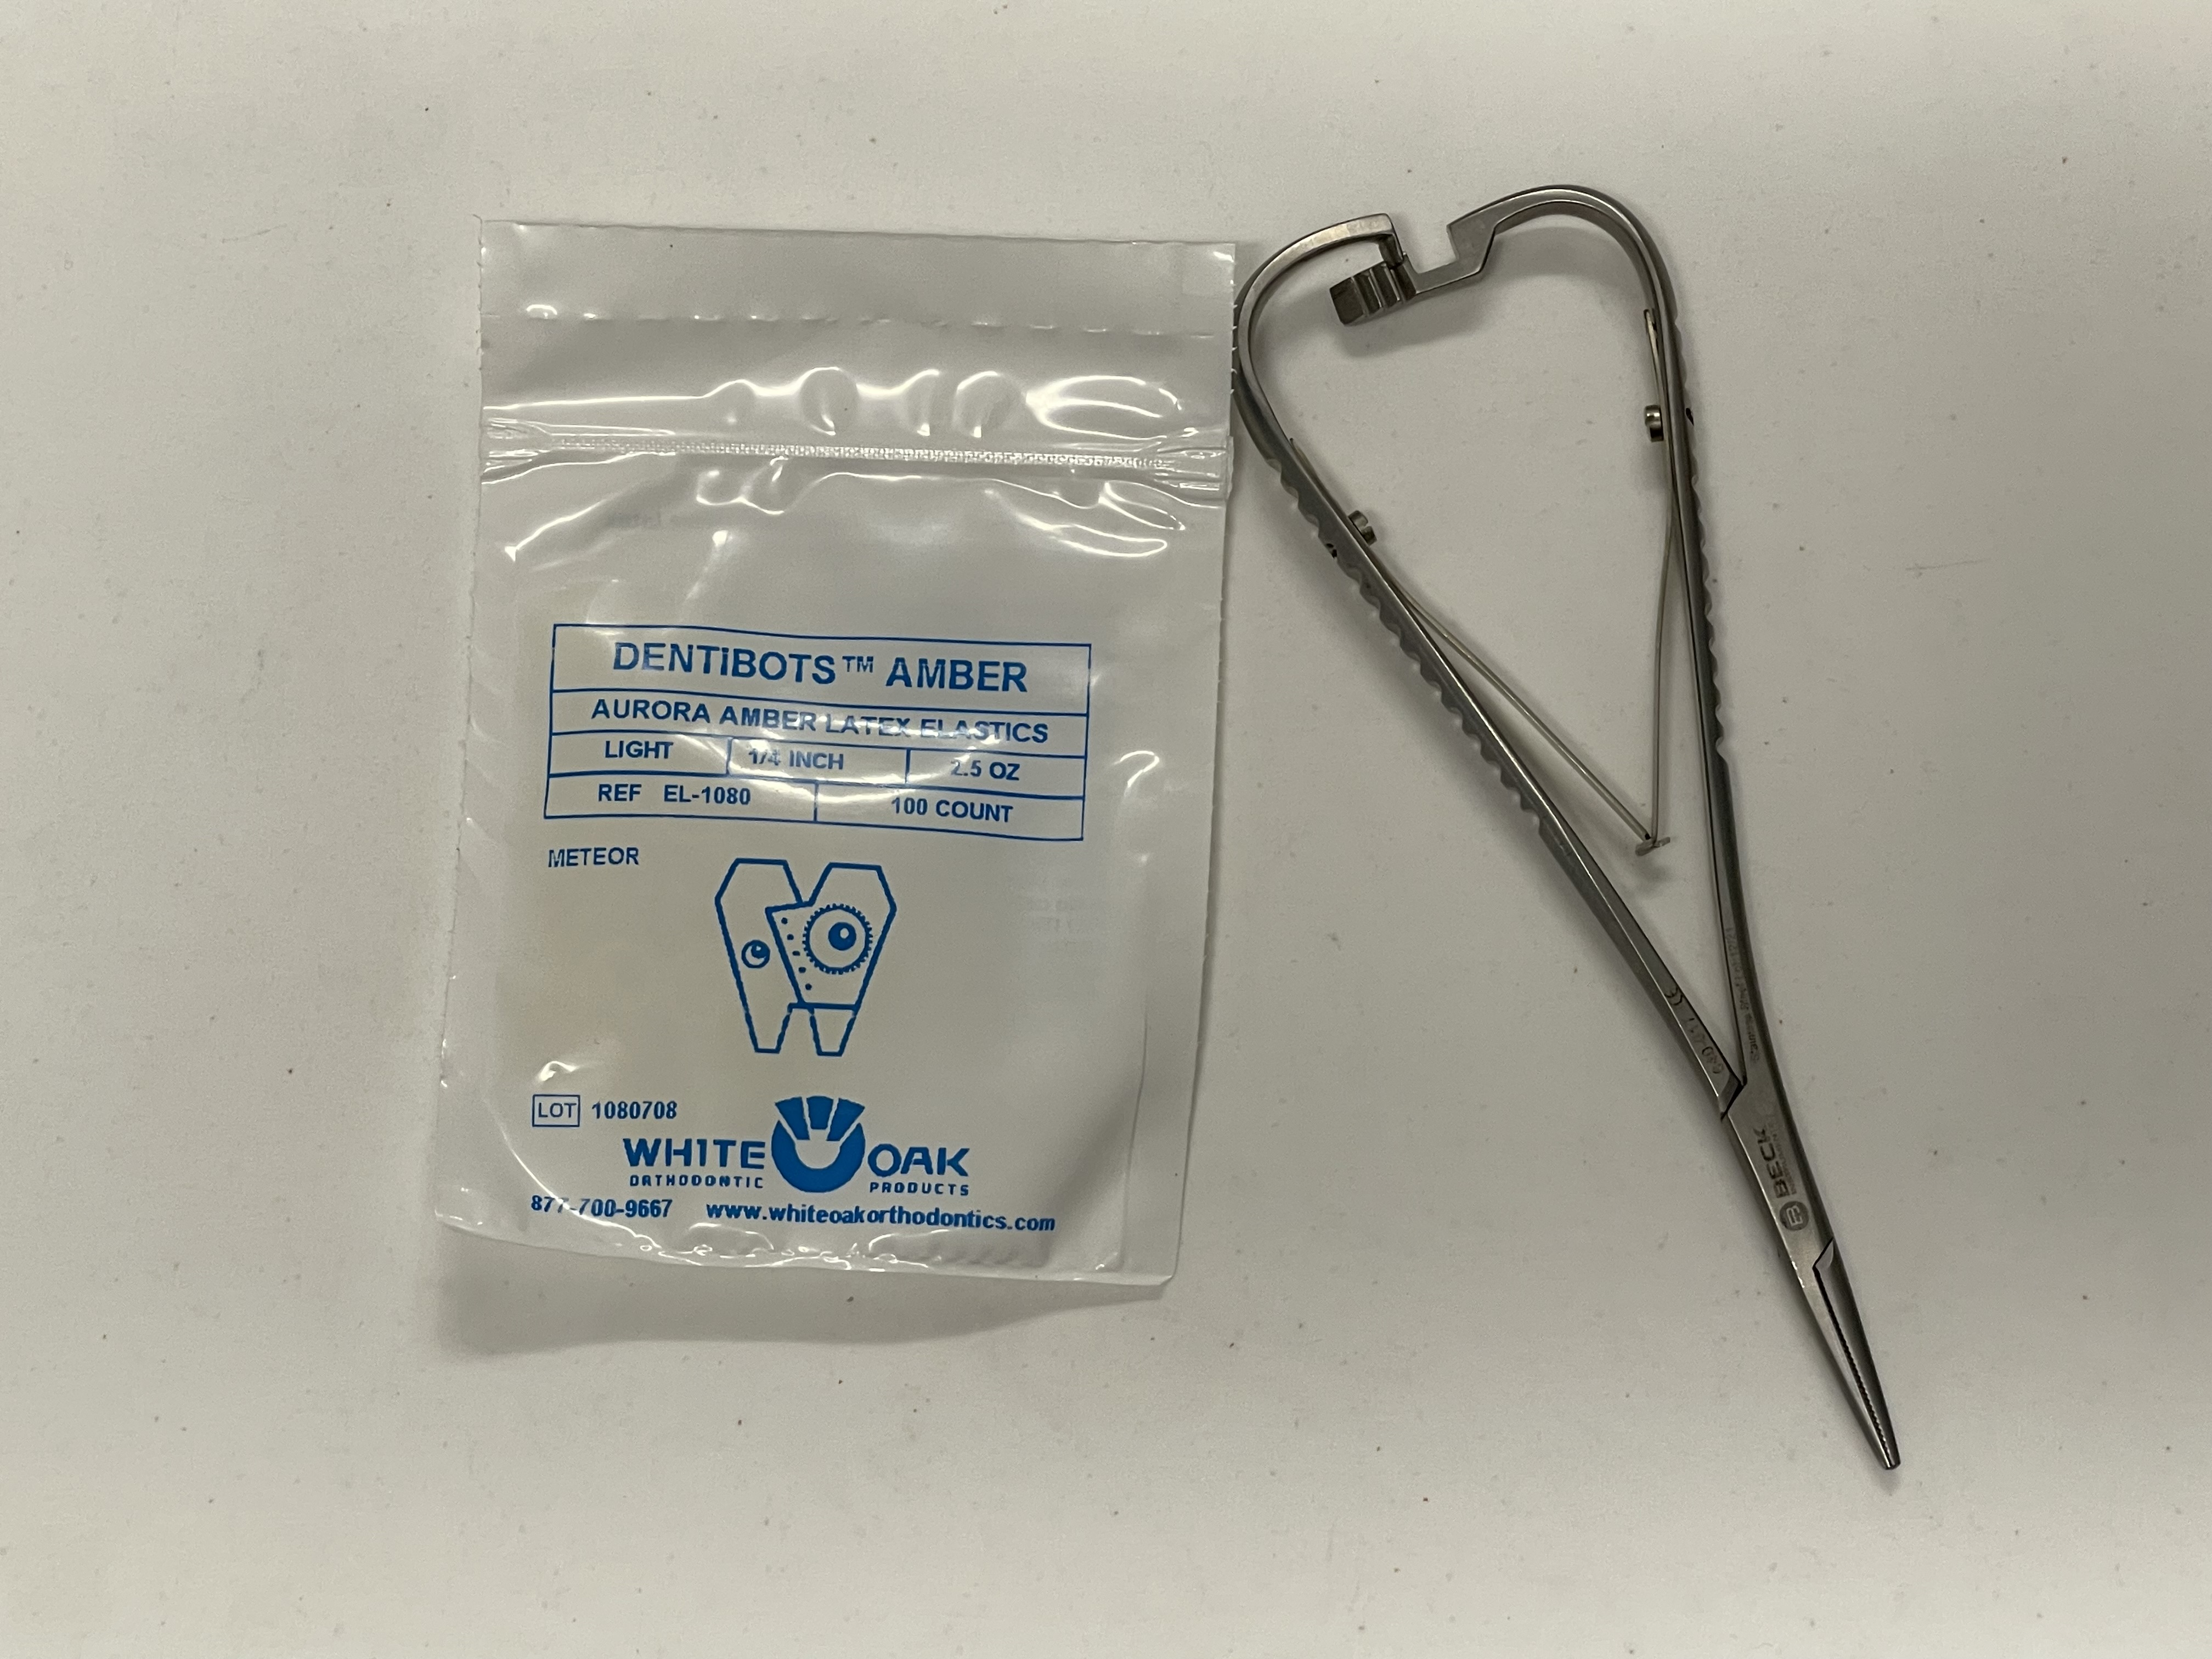 DENTiBOTS™ AMBER
AURORA AMBER LATEX ELASTICS
LIGHT 1/4 INCH 2.5 OZ
REF EL-1080 100 COUNT
METEOR
LOT 1080708
WHITE OAK
ORTHODONTIC PRODUCTS
877-700-9667 www.whiteoakorthodontics.com
B BECK
CE